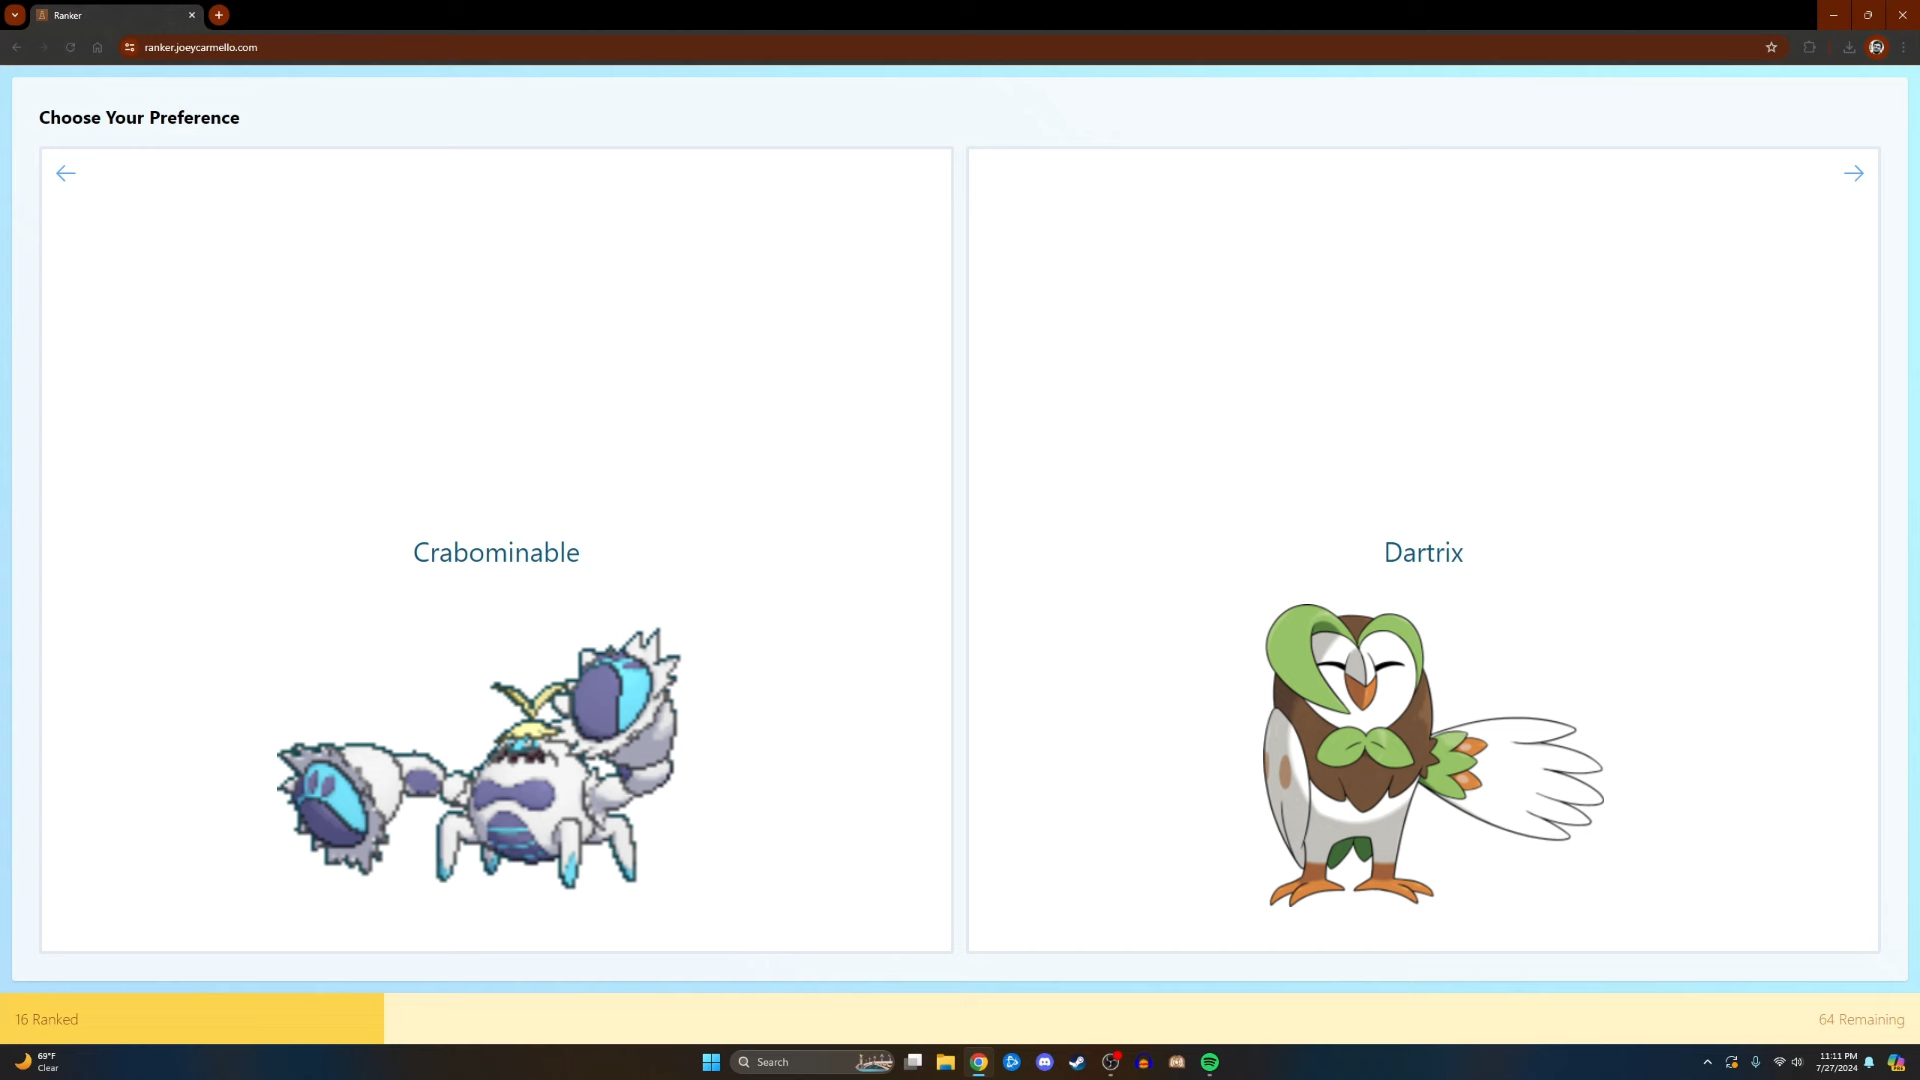 Ranker
ranker.joeycarmello.com
Choose Your Preference
Crabominable
Dartrix
16 Ranked
64 Remaining
69°F
Clear
Search
11:11 PM
7/27/2024